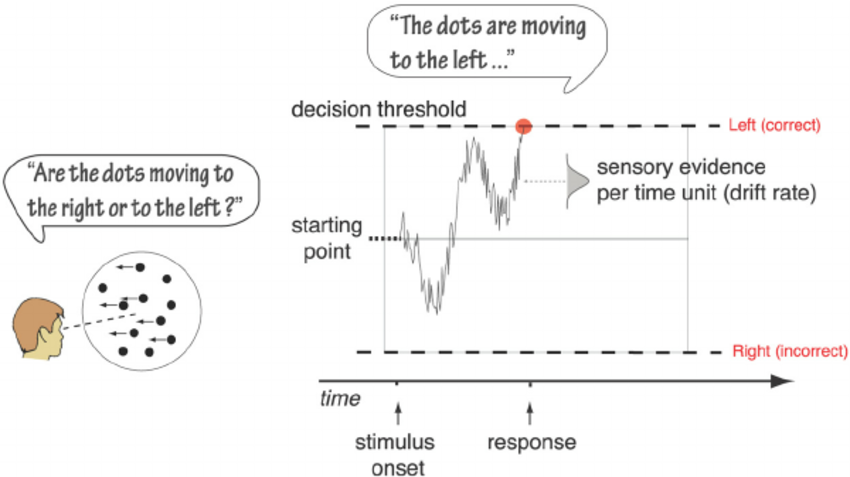 “The dots are moving
to the left ...”
decision threshold
Left (correct)
“Are the dots moving to
the right or to the left ?”
sensory evidence
per time unit (drift rate)
starting
point
Right (incorrect)
time
stimulus
onset
response